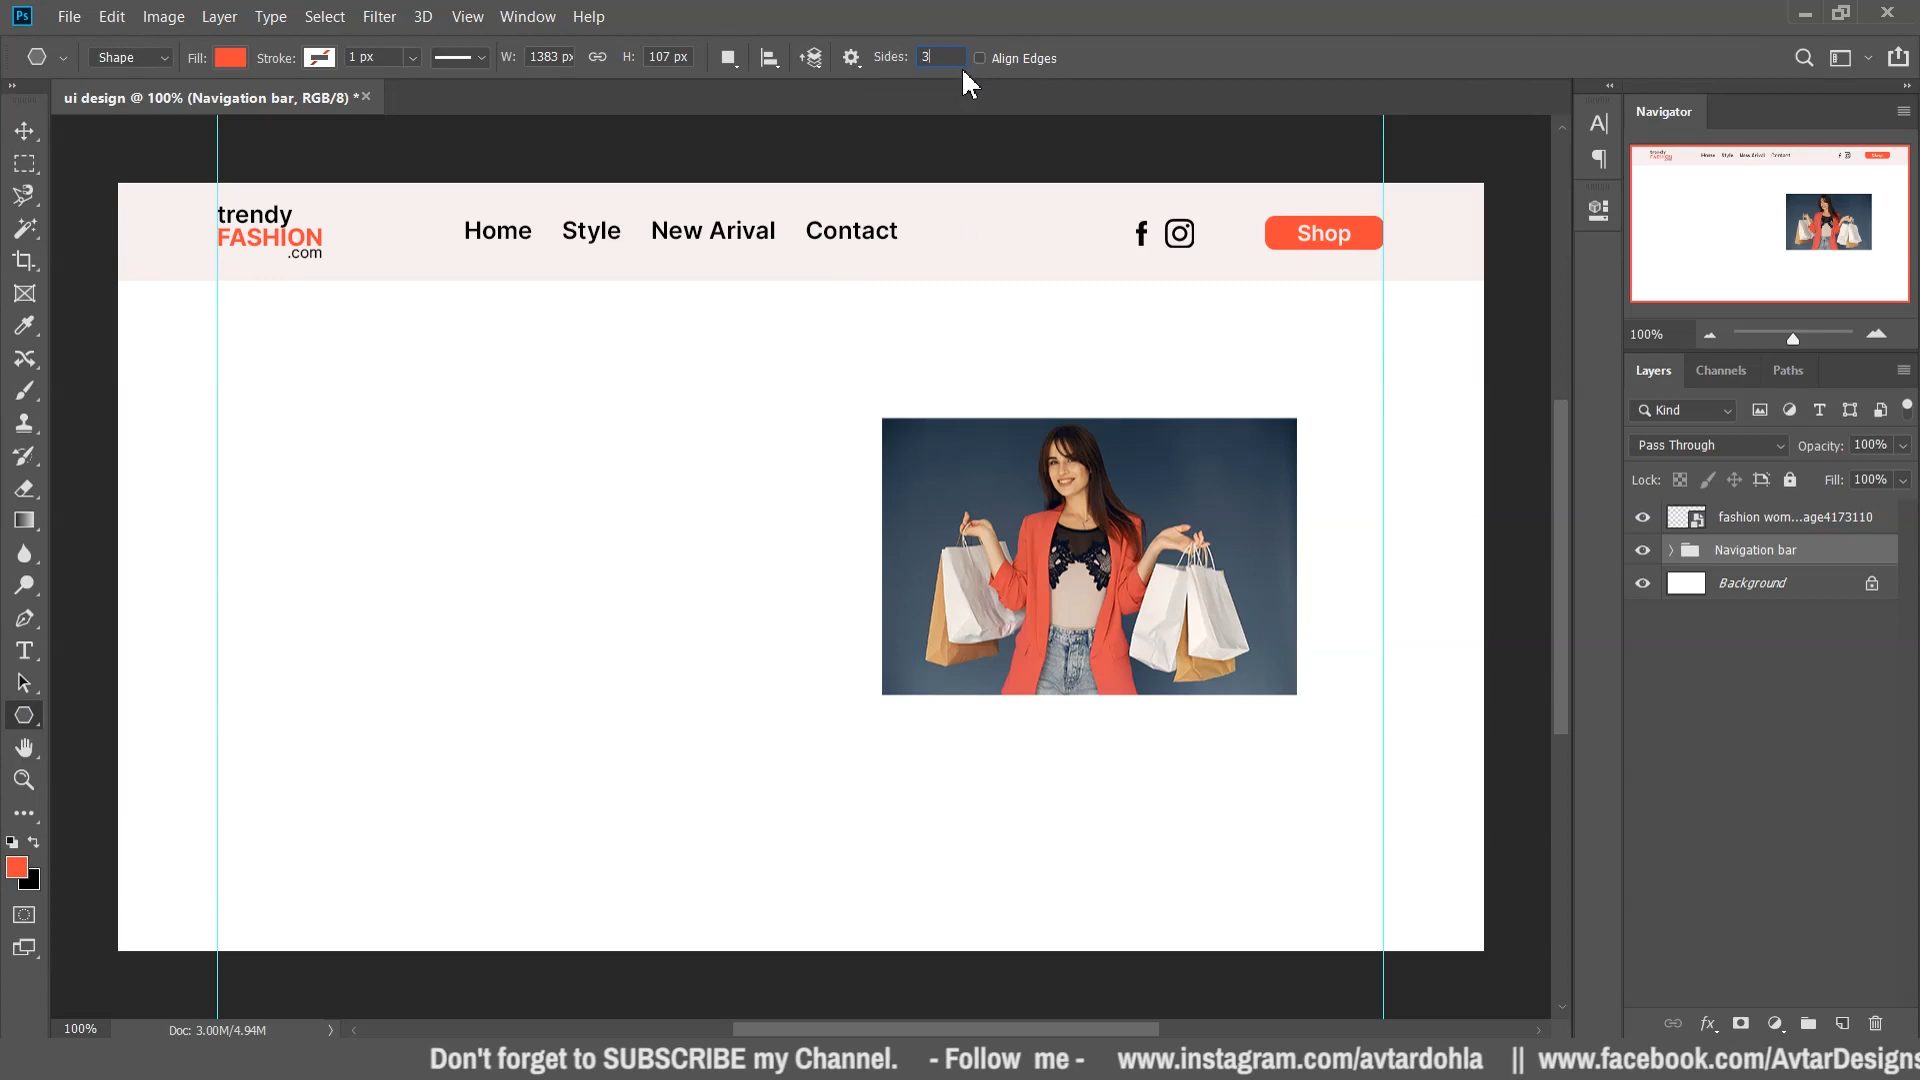 File Edit Image Layer Type Select Filter 3D View Window Help
Shape Fill: Stroke: 1 px W: 1383 px H: 107 px Sides: 3 Align Edges
ui design @ 100% (Navigation bar, RGB/8) *
Navigator
trendy
FASHION
.com
Home Style New Arival Contact
Shop
100%
Layers Channels Paths
Kind
Pass Through Opacity: 100%
Lock: Fill: 100%
fashion wom...age4173110
Navigation bar
Background
100% Doc: 3.00M/4.94M
Don't forget to SUBSCRIBE my Channel. - Follow me - www.instagram.com/avtardohla || www.facebook.com/AvtarDesigns